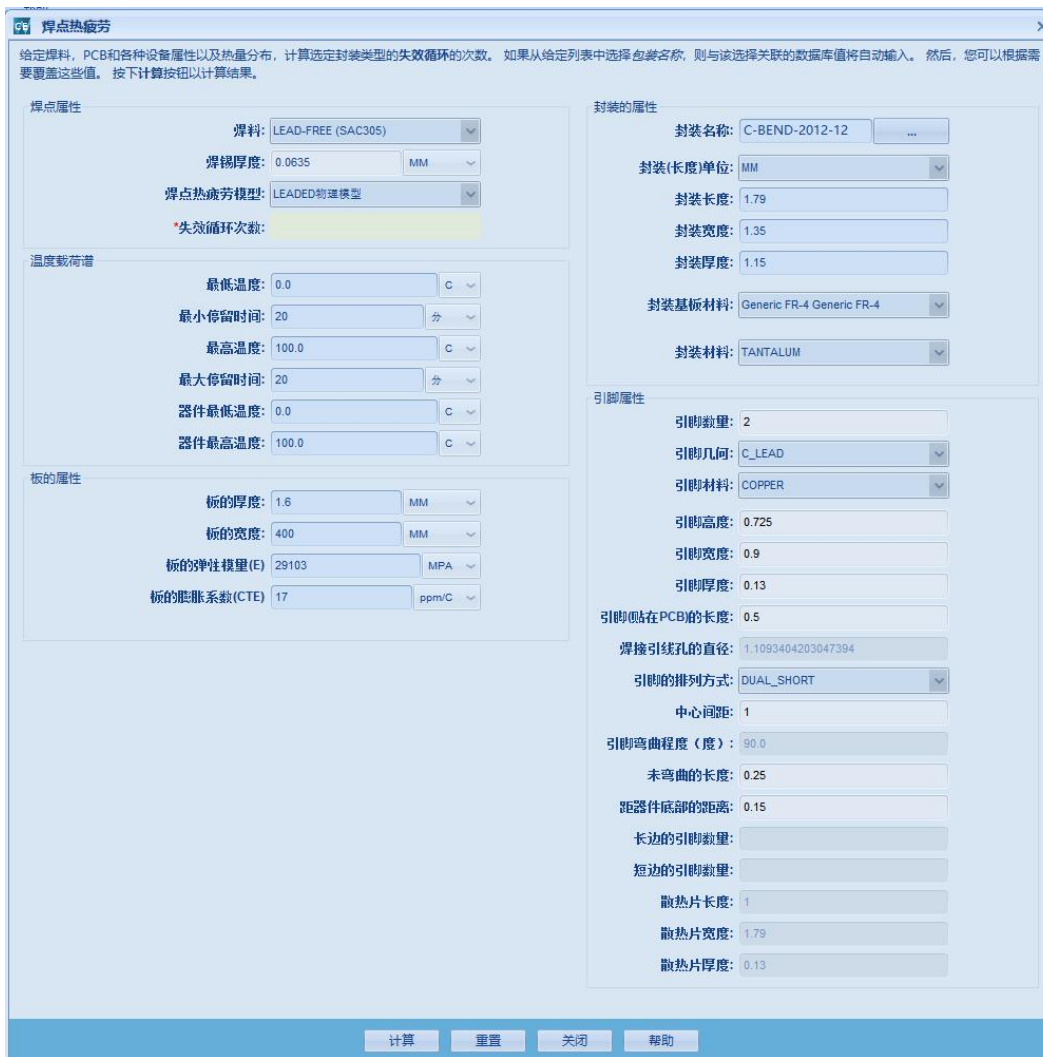 焊点热疲劳
给定焊料，PCB和各种设备属性以及热量分布，计算选定封装类型的失效循环的次数。 如果从给定列表中选择包装名称，则与该选择关联的数据库值将自动输入。 然后，您可以根据需
要覆盖这些值。 按下计算按钮以计算结果。
焊点属性
焊料: LEAD-FREE (SAC305)
焊锡厚度: 0.0635 MM
焊点热疲劳模型: LEADED物理模型
*失效循环次数:
温度载荷谱
最低温度: 0.0 C
最小停留时间: 20 分
最高温度: 100.0 C
最大停留时间: 20 分
器件最低温度: 0.0 C
器件最高温度: 100.0 C
板的属性
板的厚度: 1.6 MM
板的宽度: 400 MM
板的弹性模量(E) 29103 MPA
板的膨胀系数(CTE) 17 ppm/C
封装的属性
封装名称: C-BEND-2012-12 ...
封装(长度)单位: MM
封装长度: 1.79
封装宽度: 1.35
封装厚度: 1.15
封装基板材料: Generic FR-4 Generic FR-4
封装材料: TANTALUM
引脚属性
引脚数量: 2
引脚几何: C_LEAD
引脚材料: COPPER
引脚高度: 0.725
引脚宽度: 0.9
引脚厚度: 0.13
引脚(贴在PCB)的长度: 0.5
焊接引线孔的直径: 1.1093404203047394
引脚的排列方式: DUAL_SHORT
中心间距: 1
引脚弯曲程度（度）: 90.0
未弯曲的长度: 0.25
距器件底部的距离: 0.15
长边的引脚数量:
短边的引脚数量:
散热片长度: 1
散热片宽度: 1.79
散热片厚度: 0.13
计算 重置 关闭 帮助